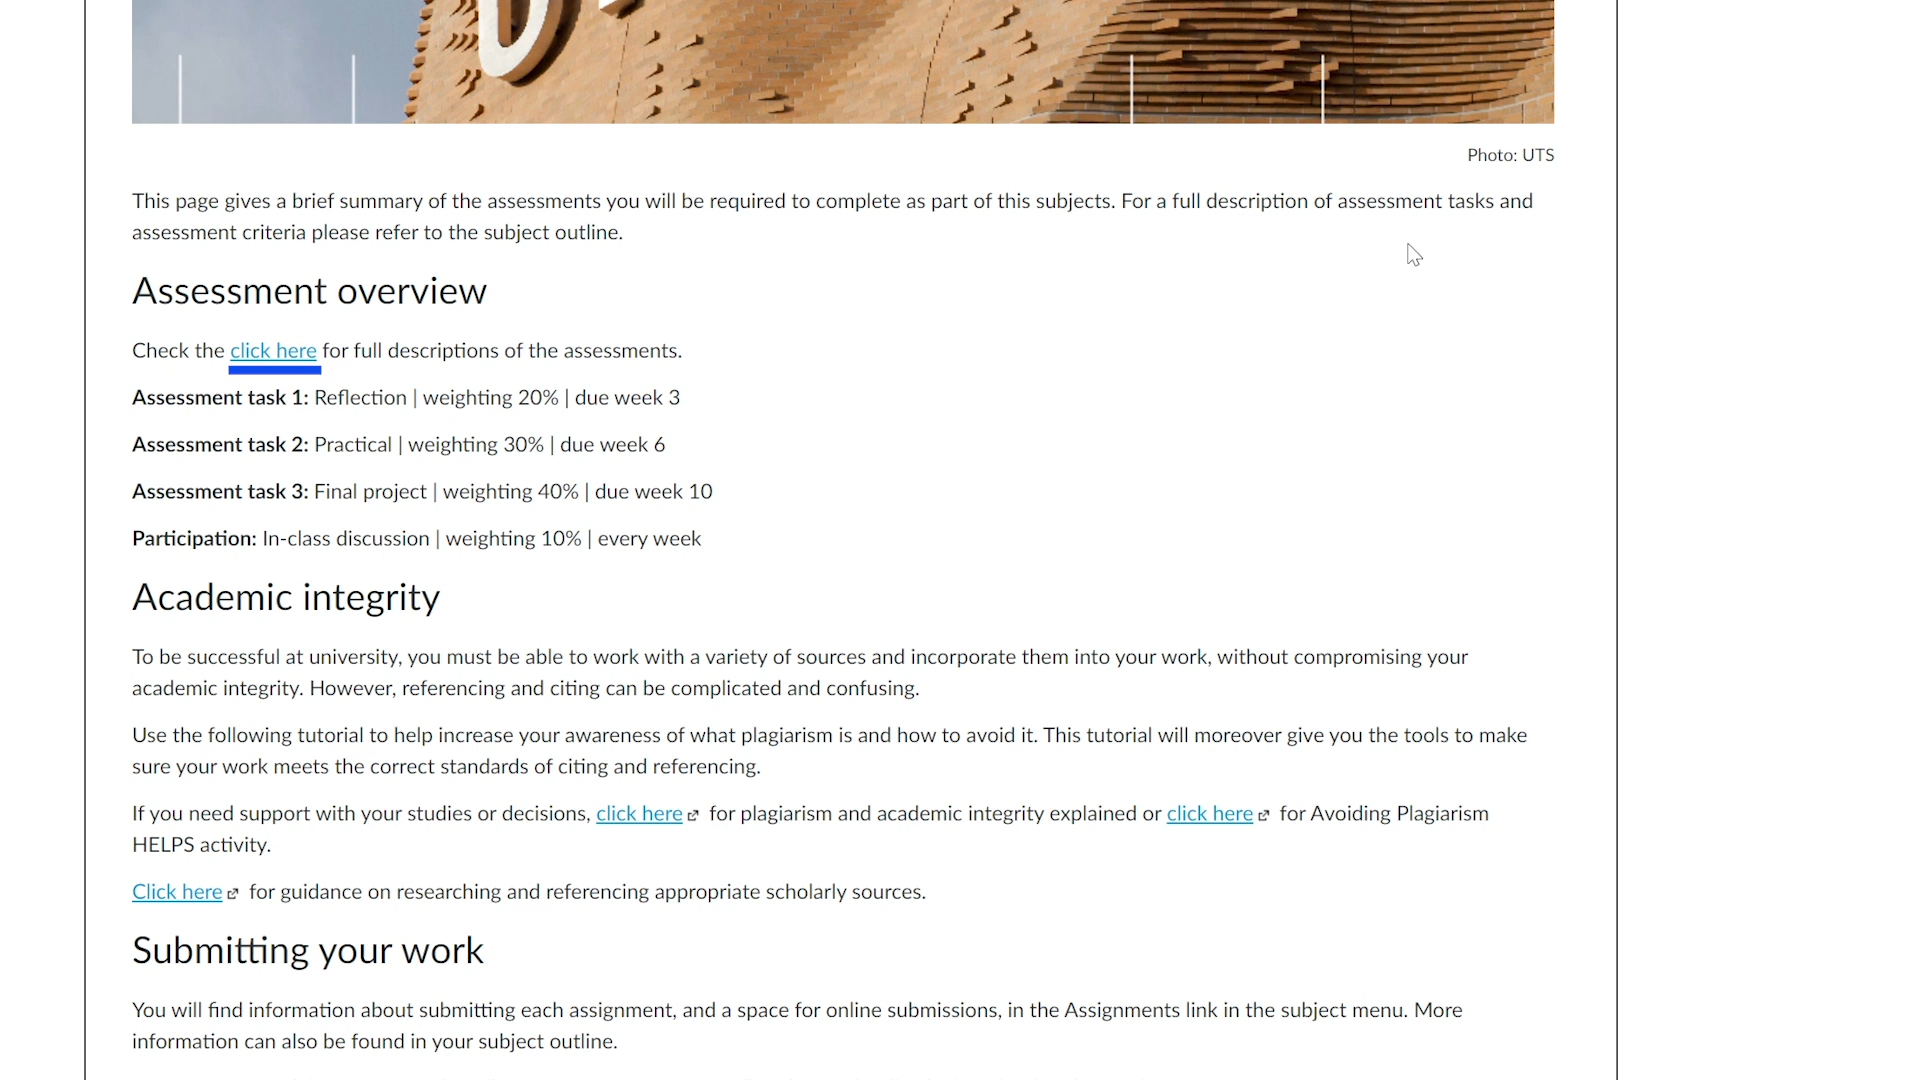 Photo: UTS
This page gives a brief summary of the assessments you will be required to complete as part of this subjects. For a full description of assessment tasks and
assessment criteria please refer to the subject outline.
Assessment overview
Check the click here for full descriptions of the assessments.
Assessment task 1: Reflection | weighting 20% | due week 3
Assessment task 2: Practical | weighting 30% | due week 6
Assessment task 3: Final project | weighting 40% | due week 10
Participation: In-class discussion | weighting 10% | every week
Academic integrity
To be successful at university, you must be able to work with a variety of sources and incorporate them into your work, without compromising your
academic integrity. However, referencing and citing can be complicated and confusing.
Use the following tutorial to help increase your awareness of what plagiarism is and how to avoid it. This tutorial will moreover give you the tools to make
sure your work meets the correct standards of citing and referencing.
If you need support with your studies or decisions, click here for plagiarism and academic integrity explained or click here for Avoiding Plagiarism
HELPS activity.
Click here for guidance on researching and referencing appropriate scholarly sources.
Submitting your work
You will find information about submitting each assignment, and a space for online submissions, in the Assignments link in the subject menu. More
information can also be found in your subject outline.